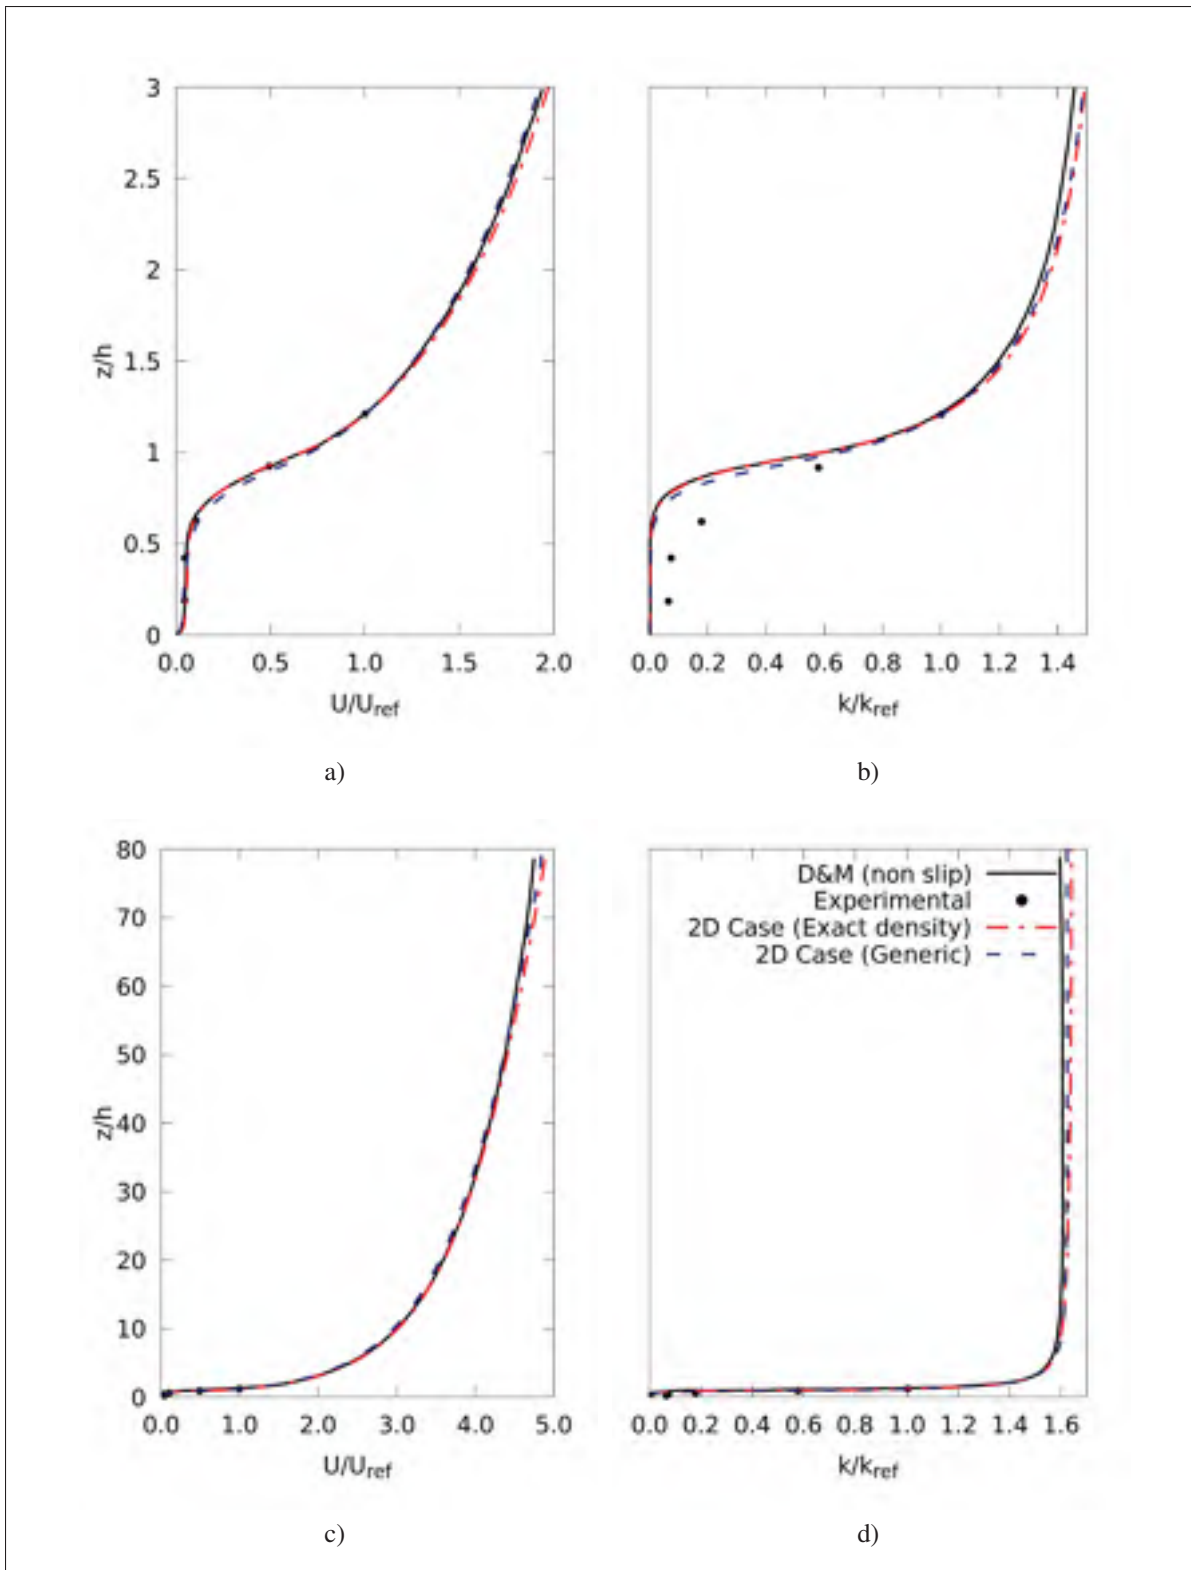 3
2.5
2
1.5
1
0.5
0
z/h
0.0 0.5 1.0 1.5 2.0
U/U_ref
a)
0.0 0.2 0.4 0.6 0.8 1.0 1.2 1.4
k/k_ref
b)
80
70
60
50
40
30
20
10
0
z/h
0.0 1.0 2.0 3.0 4.0 5.0
U/U_ref
c)
D&M (non slip)
Experimental
2D Case (Exact density)
2D Case (Generic)
0.0 0.2 0.4 0.6 0.8 1.0 1.2 1.4 1.6
k/k_ref
d)